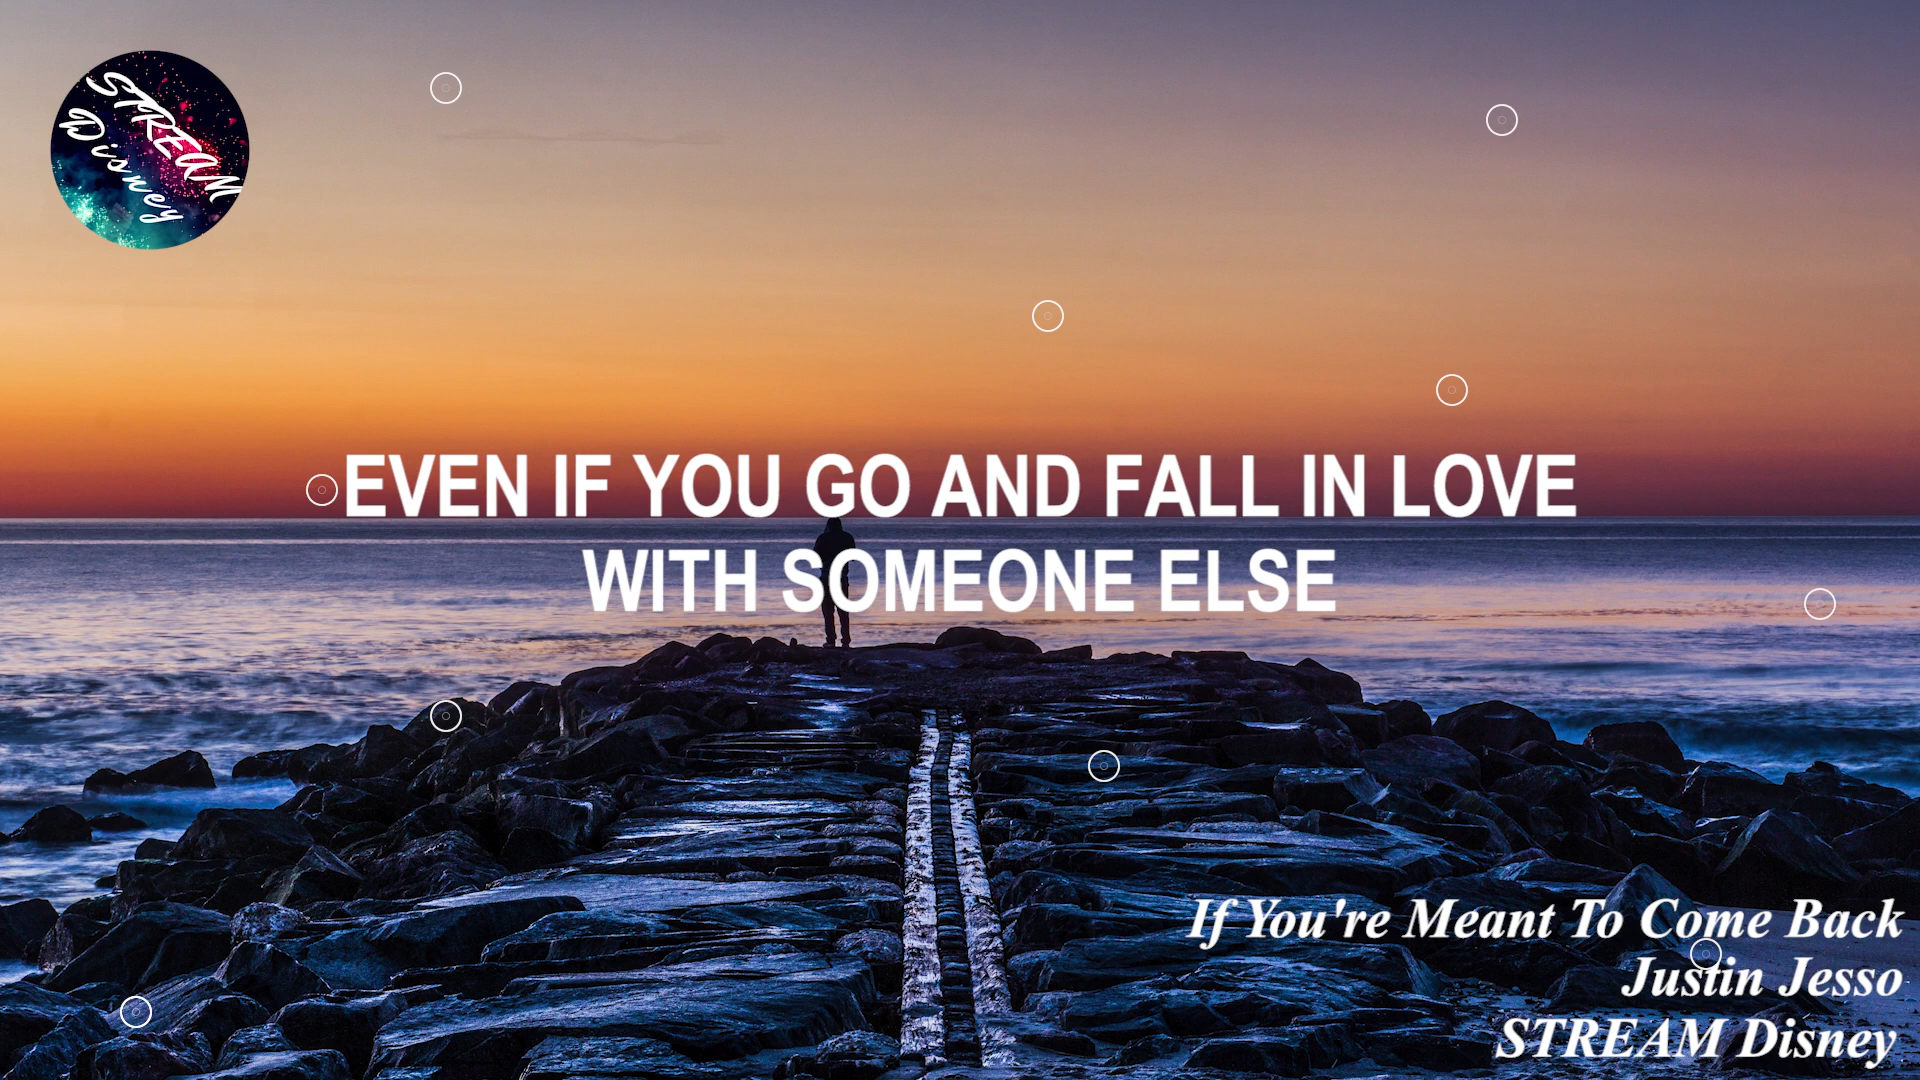 STREAM
Disney
EVEN IF YOU GO AND FALL IN LOVE
WITH SOMEONE ELSE
If You're Meant To Come Back
Justin Jesso
STREAM Disney